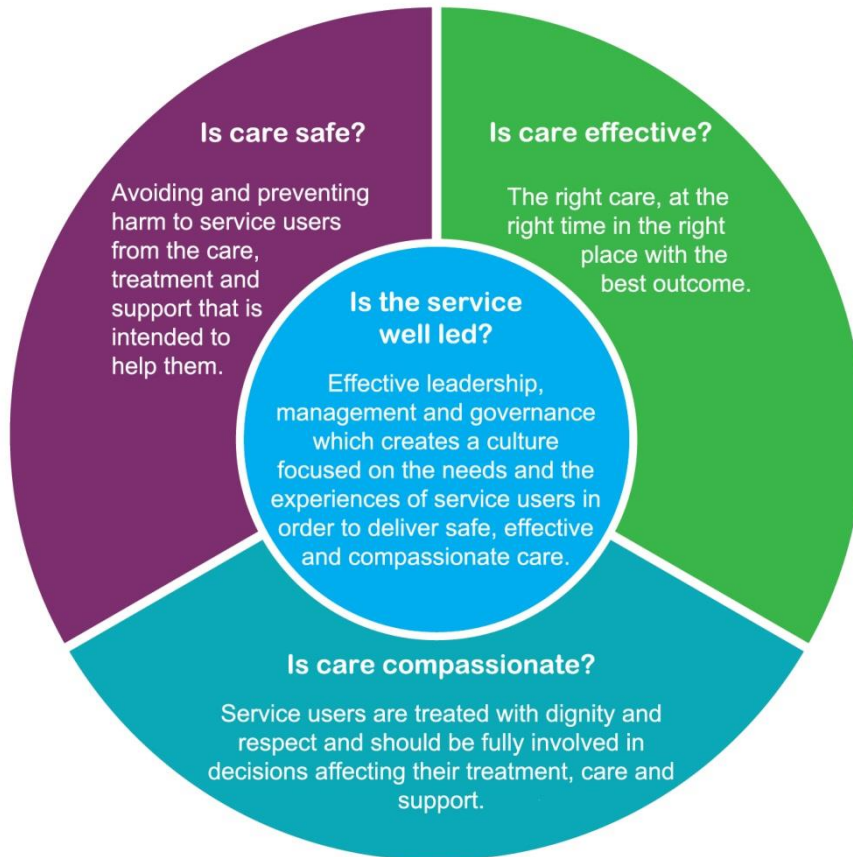 Is care safe?
Avoiding and preventing
harm to service users
from the care,
treatment and
support that is
intended to
help them.
Is care effective?
The right care, at the
right time in the right
place with the
best outcome.
Is the service
well led?
Effective leadership,
management and governance
which creates a culture
focused on the needs and the
experiences of service users in
order to deliver safe, effective
and compassionate care.
Is care compassionate?
Service users are treated with dignity and
respect and should be fully involved in
decisions affecting their treatment, care and
support.